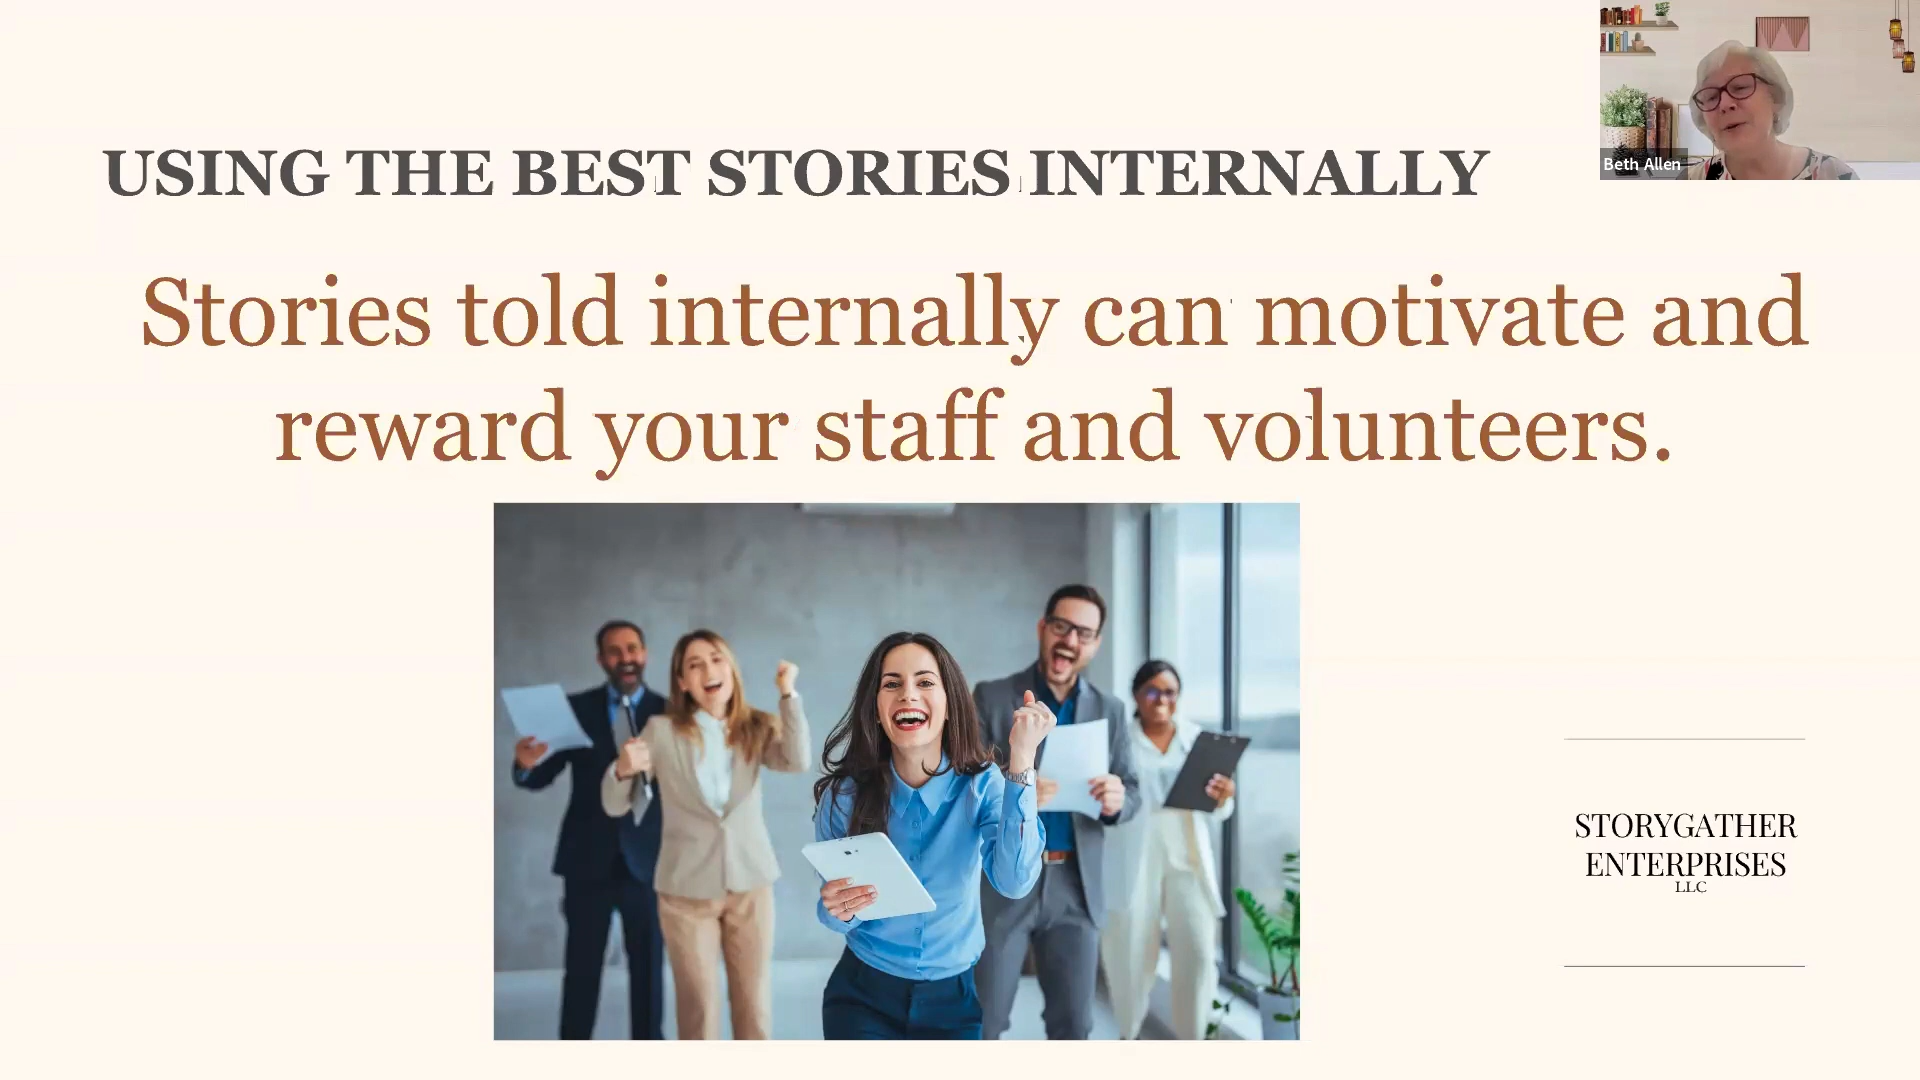 USING THE BEST STORIES INTERNALLY
Beth Allen
Stories told internally can motivate and
reward your staff and volunteers.
STORYGATHER
ENTERPRISES
LLC